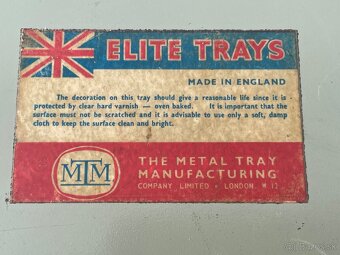 ELITE TRAYS
MADE IN ENGLAND
The decoration on this tray should give a reasonable life since it is
protected by clear hard varnish — oven baked. It is important that the
surface must not be scratched and it is advisable to use only a soft, damp
cloth to keep the surface clean and bright.
MTM
THE METAL TRAY
MANUFACTURING
COMPANY LIMITED • LONDON, W.12